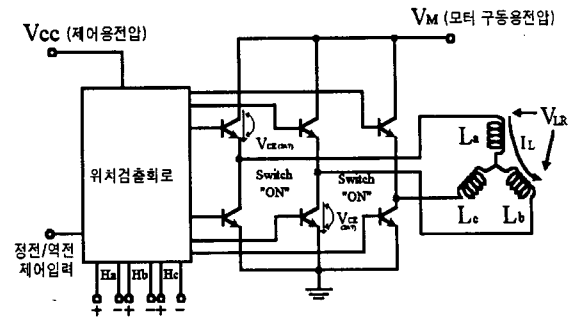 VCC (제어용전압)
VM (모터 구동용전압)
VCE(SAT)
La
VLR
IL
위치검출회로
Switch "ON"
Switch "ON"
Lc
Lb
VCE (SAT)
정전/역전
제어입력
Ha Hb Hc
+ - + - + -